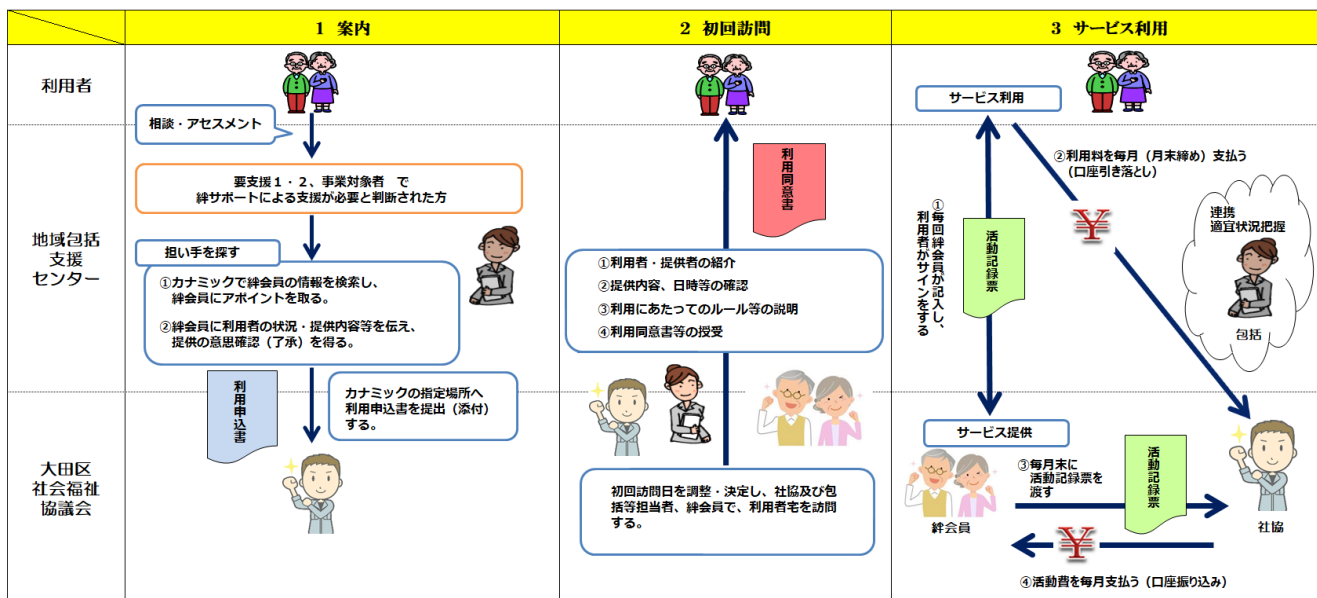 1 案内
2 初回訪問
3 サービス利用
利用者
相談・アセスメント
サービス利用
地域包括
支援
センター
要支援1・2、事業対象者 で
絆サポートによる支援が必要と判断された方
担い手を探す
①カナミックで絆会員の情報を検索し、
絆会員にアポイントを取る。
②絆会員に利用者の状況・提供内容等を伝え、
提供の意思確認（了承）を得る。
利用同意書
①利用者・提供者の紹介
②提供内容、日時等の確認
③利用にあたってのルール等の説明
④利用同意書等の授受
①毎回絆会員が記入し、
利用者がサインをする
活動記録票
②利用料を毎月（月末締め）支払う
（口座引き落とし）
¥
連携
適宜状況把握
包括
大田区
社会福祉
協議会
利用申込書
カナミックの指定場所へ
利用申込書を提出（添付）
する。
初回訪問日を調整・決定し、社協及び包
括等担当者、絆会員で、利用者宅を訪問
する。
サービス提供
絆会員
③毎月末に
活動記録票を
渡す
活動記録票
社協
¥
④活動費を毎月支払う（口座振り込み）